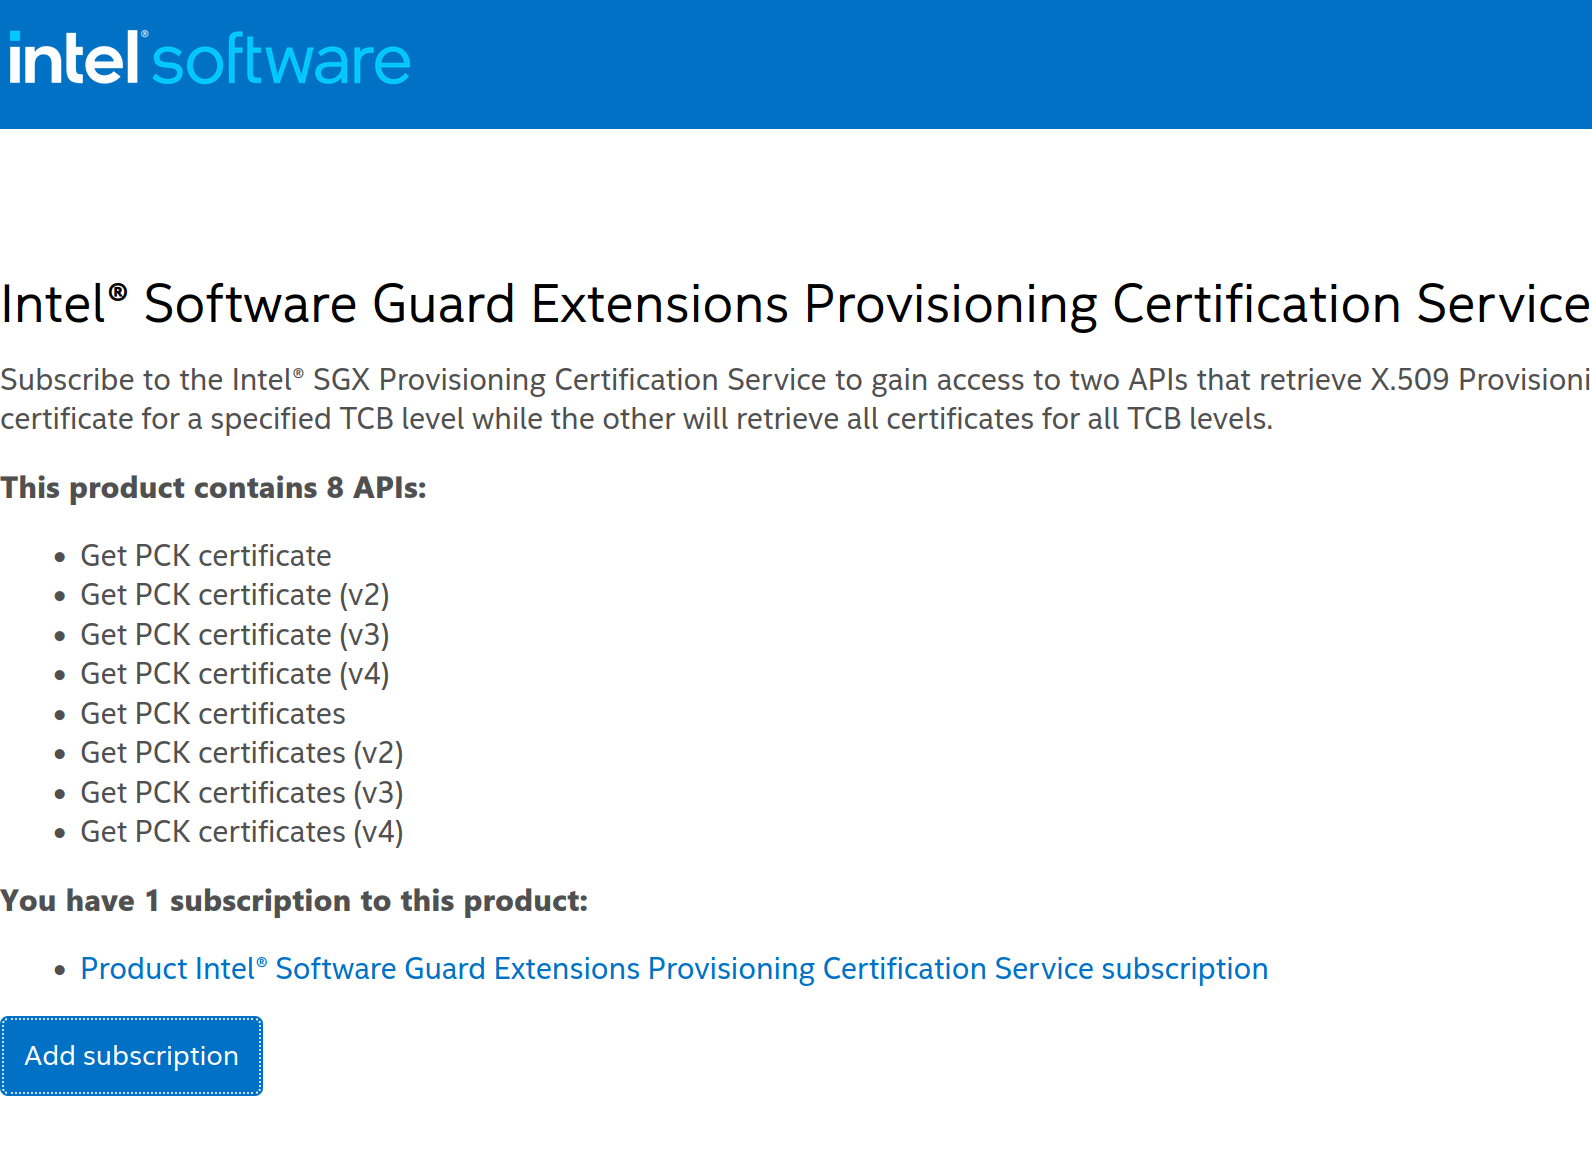 intel® software
Intel® Software Guard Extensions Provisioning Certification Service
Subscribe to the Intel® SGX Provisioning Certification Service to gain access to two APIs that retrieve X.509 Provisioni
certificate for a specified TCB level while the other will retrieve all certificates for all TCB levels.
This product contains 8 APIs:
• Get PCK certificate
• Get PCK certificate (v2)
• Get PCK certificate (v3)
• Get PCK certificate (v4)
• Get PCK certificates
• Get PCK certificates (v2)
• Get PCK certificates (v3)
• Get PCK certificates (v4)
You have 1 subscription to this product:
• Product Intel® Software Guard Extensions Provisioning Certification Service subscription
Add subscription